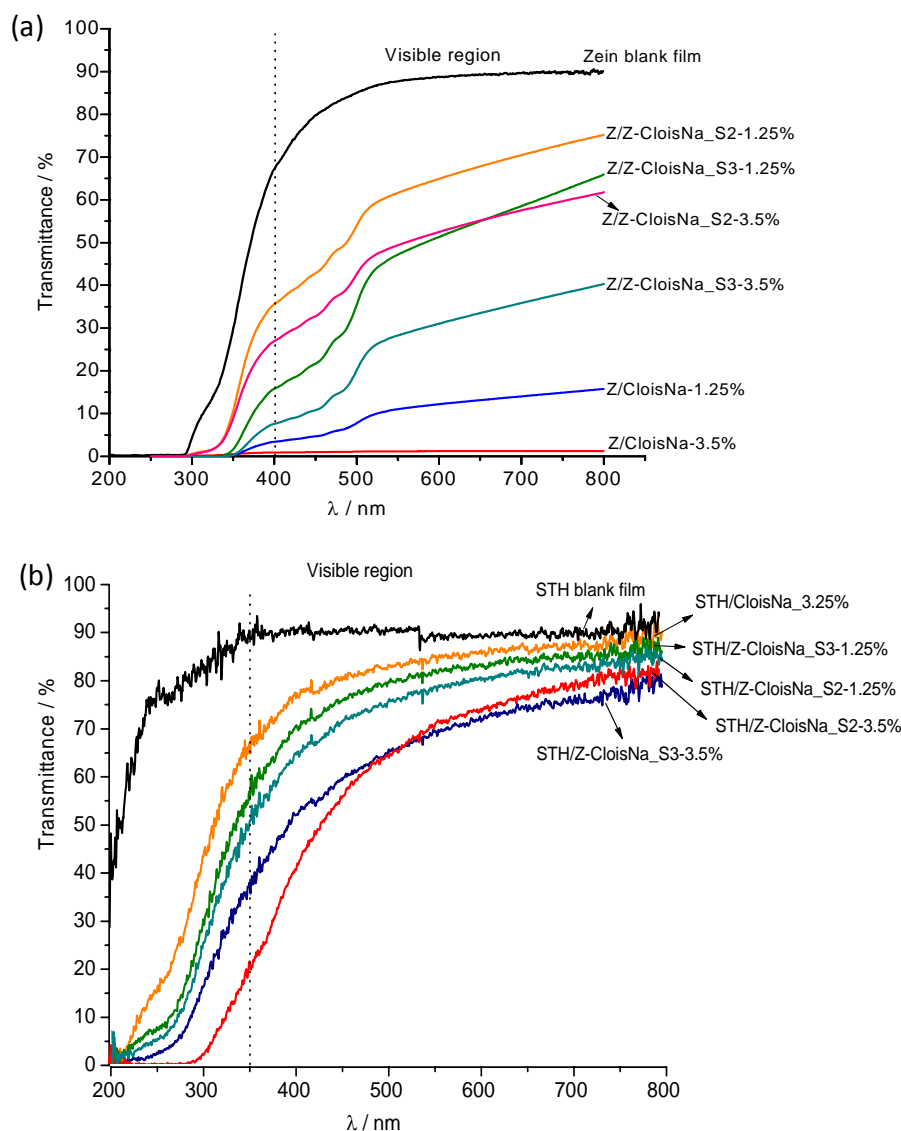 (a)
Visible region
Zein blank film
Z/Z-CloisNa_S2-1.25%
Z/Z-CloisNa_S3-1.25%
Z/Z-CloisNa_S2-3.5%
Z/Z-CloisNa_S3-3.5%
Z/CloisNa-1.25%
Z/CloisNa-3.5%
Transmittance / %
100
90
80
70
60
50
40
30
20
10
0
200 300 400 500 600 700 800
λ / nm
(b)
Visible region
STH blank film
STH/CloisNa_3.25%
STH/Z-CloisNa_S3-1.25%
STH/Z-CloisNa_S2-1.25%
STH/Z-CloisNa_S2-3.5%
STH/Z-CloisNa_S3-3.5%
Transmittance / %
100
90
80
70
60
50
40
30
20
10
0
200 300 400 500 600 700 800
λ / nm